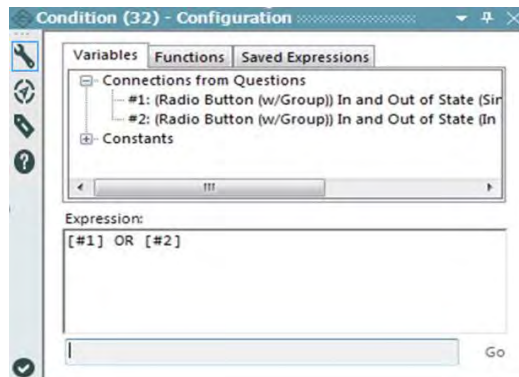 Condition (32) - Configuration
Variables Functions Saved Expressions
Connections from Questions
#1: (Radio Button (w/Group)) In and Out of State (Sin
#2: (Radio Button (w/Group)) In and Out of State (In
Constants
Expression:
[#1] OR [#2]
Go